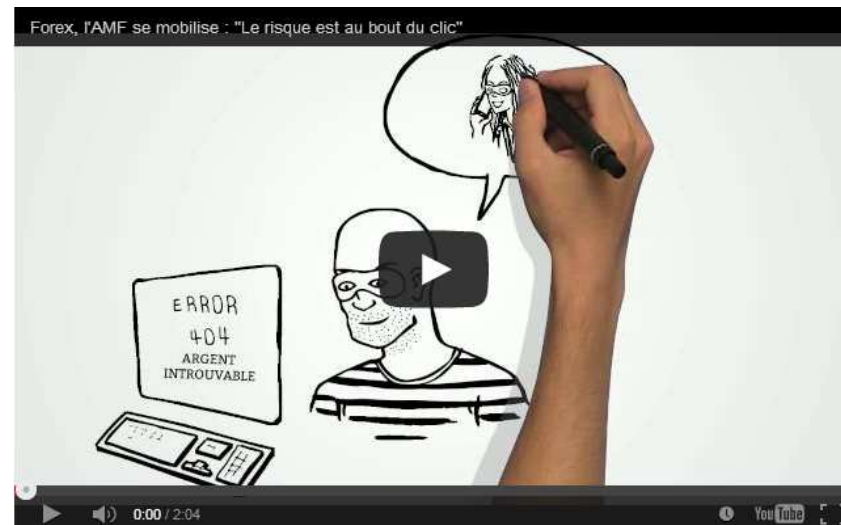 Forex, l'AMF se mobilise : "Le risque est au bout du clic"
ERROR
404
ARGENT
INTROUVABLE
0:00 / 2:04
YouTube